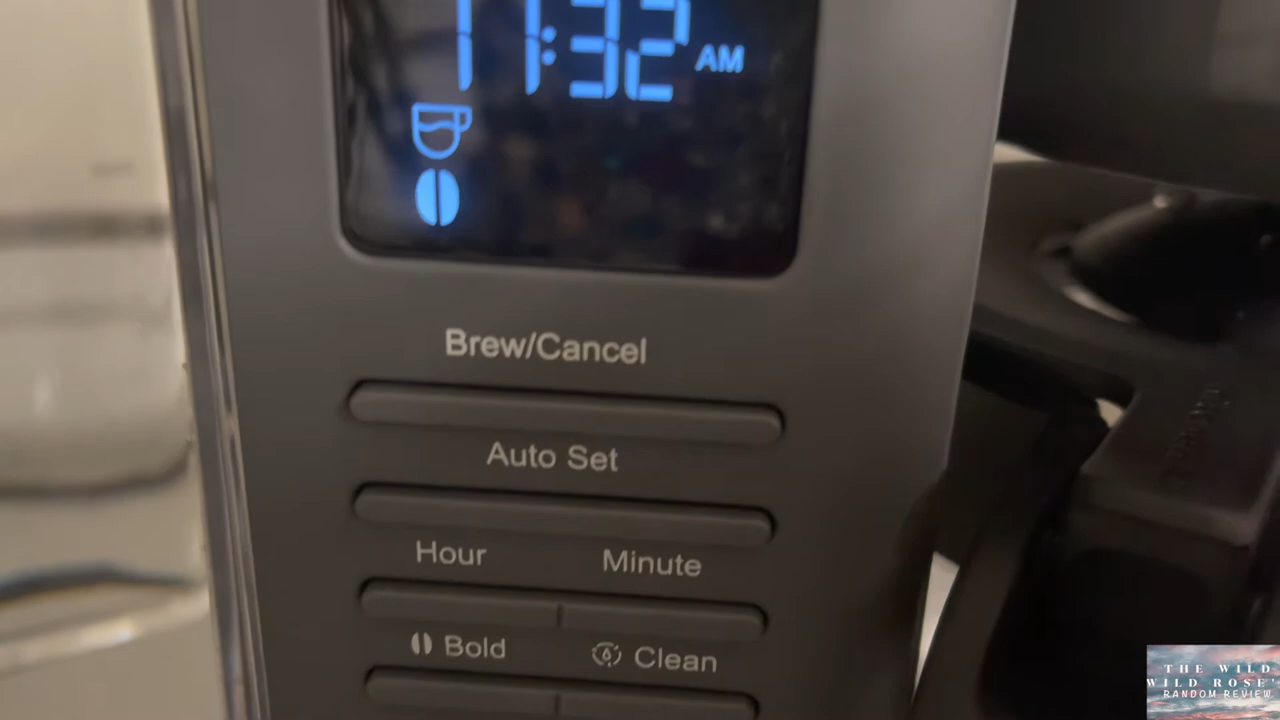 11:32 AM
Brew/Cancel
Auto Set
Hour Minute
Bold Clean
THE WILD
WILD ROSE'
RANDOM REVIEW